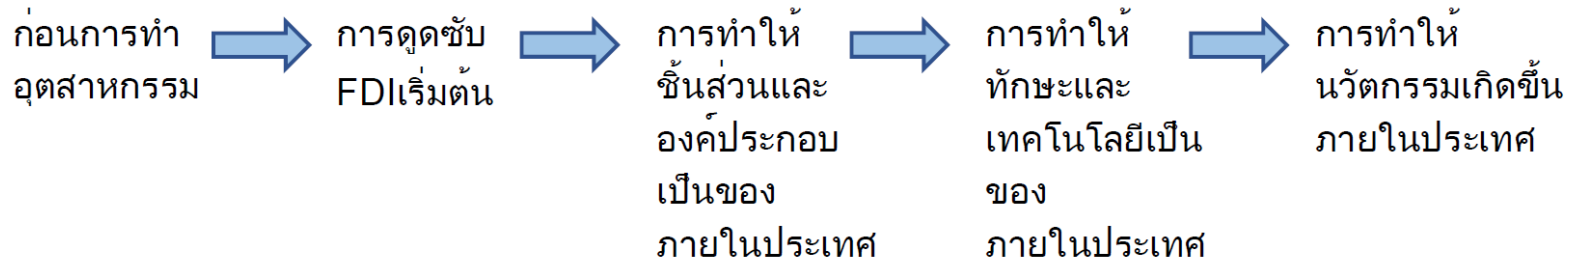 ก่อนการทำ
อุตสาหกรรม
การดูดซับ
FDIเริ่มต้น
การทำให้
ชิ้นส่วนและ
องค์ประกอบ
เป็นของ
ภายในประเทศ
การทำให้
ทักษะและ
เทคโนโลยีเป็น
ของ
ภายในประเทศ
การทำให้
นวัตกรรมเกิดขึ้น
ภายในประเทศ